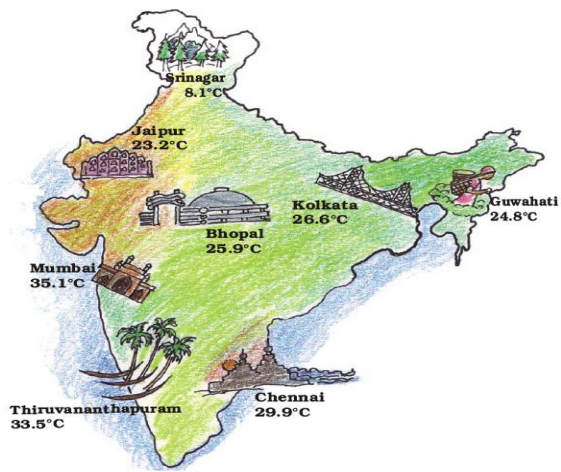 Srinagar
8.1°C
Jaipur
23.2°C
Kolkata
26.6°C
Guwahati
24.8°C
Bhopal
25.9°C
Mumbai
35.1°C
Thiruvananthapuram
33.5°C
Chennai
29.9°C